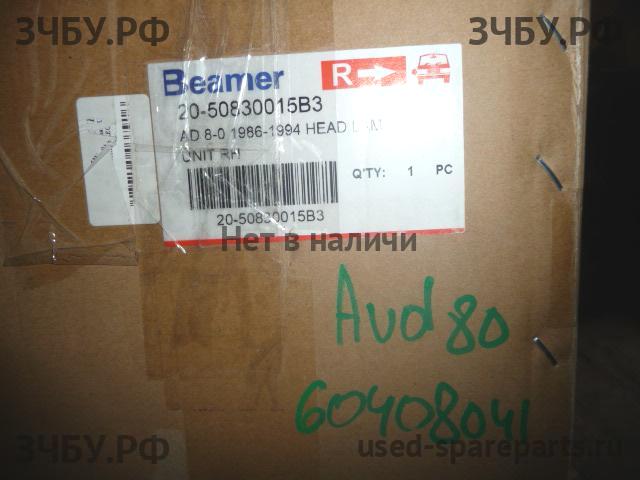 ЗЧБУ.РФ
ЗЧБУ.РФ
Beamer
R
20-50830015B3
AD 8-0 1986-1994 HEAD
UNIT RH
Q'TY: 1 PC
20-50830015B3
Нет в наличи
Aud 80
60408041
ЗЧБУ.РФ
used-spareparts.ru